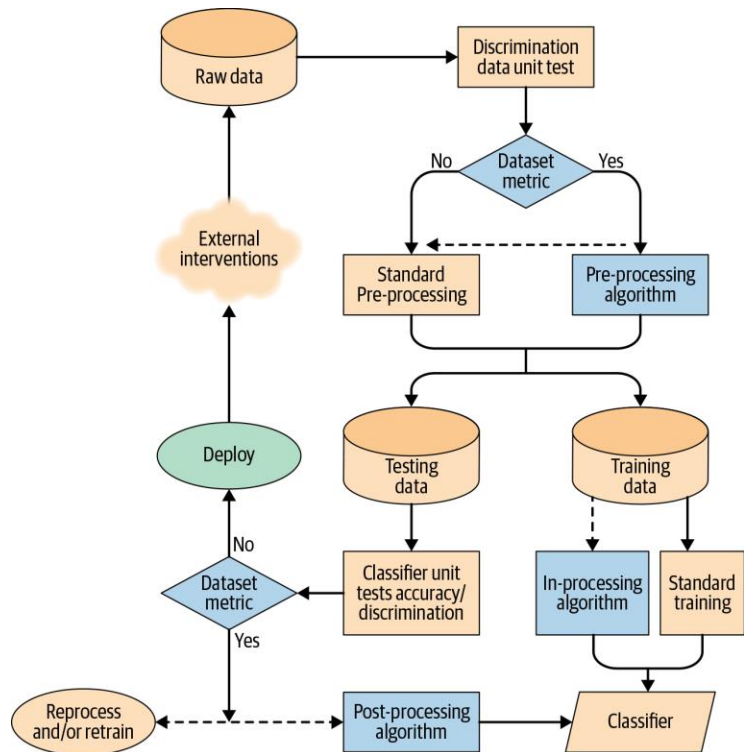 Raw data
Discrimination
data unit test
No
Dataset
metric
Yes
External
interventions
Standard
Pre-processing
Pre-processing
algorithm
Deploy
Testing
data
Training
data
No
Dataset
metric
Yes
Classifier unit
tests accuracy/
discrimination
In-processing
algorithm
Standard
training
Reprocess
and/or retrain
Post-processing
algorithm
Classifier